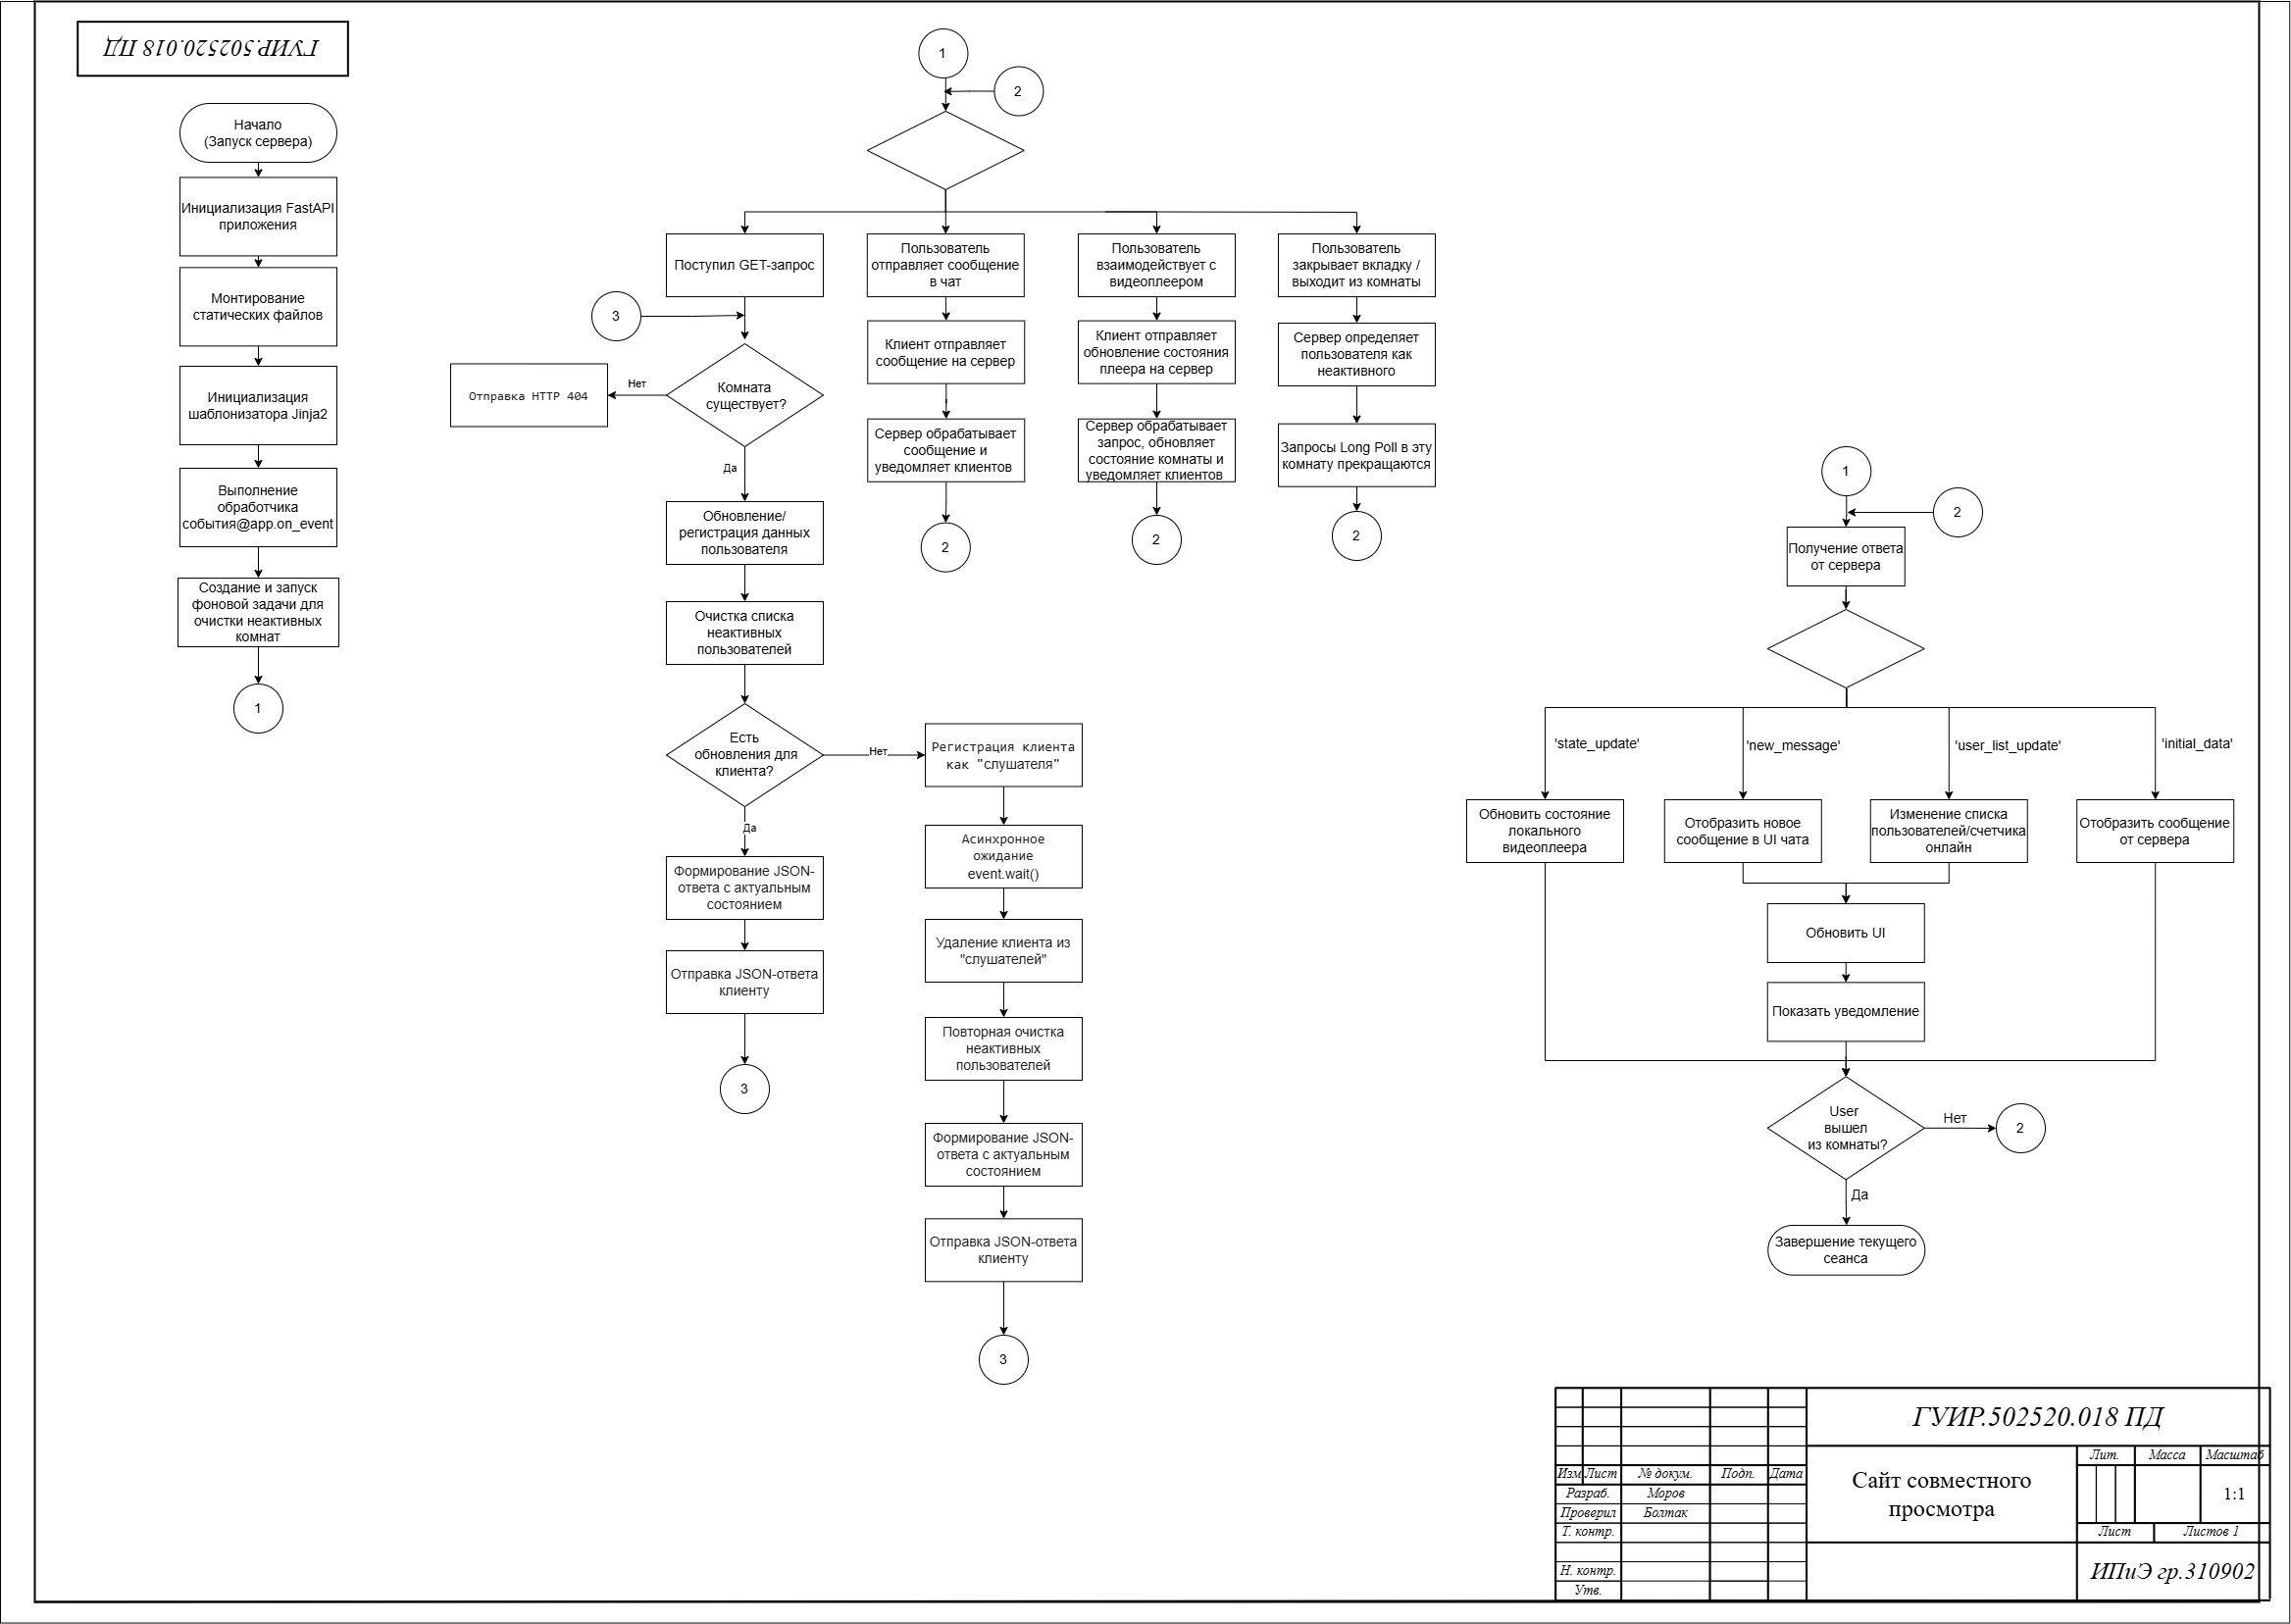 ГУИР.502520.018 ПД
Начало
(Запуск сервера)
Инициализация FastAPI
приложения
Монтирование
статических файлов
Инициализация
шаблонизатора Jinja2
Выполнение
обработчика
события@app.on_event
Создание и запуск
фоновой задачи для
очистки неактивных
комнат
1
1
2
Поступил GET-запрос
3
Комната
существует?
Нет
Отправка HTTP 404
Да
Обновление/
регистрация данных
пользователя
Очистка списка
неактивных
пользователей
Есть
обновления для
клиента?
Да
Формирование JSON-
ответа с актуальным
состоянием
Отправка JSON-ответа
клиенту
3
Нет
Регистрация клиента
как "слушателя"
Асинхронное
ожидание
event.wait()
Удаление клиента из
"слушателей"
Повторная очистка
неактивных
пользователей
Формирование JSON-
ответа с актуальным
состоянием
Отправка JSON-ответа
клиенту
3
Пользователь
отправляет сообщение
в чат
Клиент отправляет
сообщение на сервер
Сервер обрабатывает
сообщение и
уведомляет клиентов
2
Пользователь
взаимодействует с
видеоплеером
Клиент отправляет
обновление состояния
плеера на сервер
Сервер обрабатывает
запрос, обновляет
состояние комнаты и
уведомляет клиентов
2
Пользователь
закрывает вкладку /
выходит из комнаты
Сервер определяет
пользователя как
неактивного
Запросы Long Poll в эту
комнату прекращаются
2
1
2
Получение ответа
от сервера
'state_update'
'new_message'
'user_list_update'
'initial_data'
Обновить состояние
локального
видеоплеера
Отобразить новое
сообщение в UI чата
Изменение списка
пользователей/счетчика
онлайн
Отобразить сообщение
от сервера
Обновить UI
Показать уведомление
User
вышел
из комнаты?
Нет
2
Да
Завершение текущего
сеанса
ГУИР.502520.018 ПД
Изм Лист № докум. Подп. Дата
Разраб. Моров
Проверил Болтак
Т. контр.
Н. контр.
Утв.
Сайт совместного
просмотра
Лит. Масса Масштаб
1:1
Лист Листов 1
ИПиЭ гр.310902